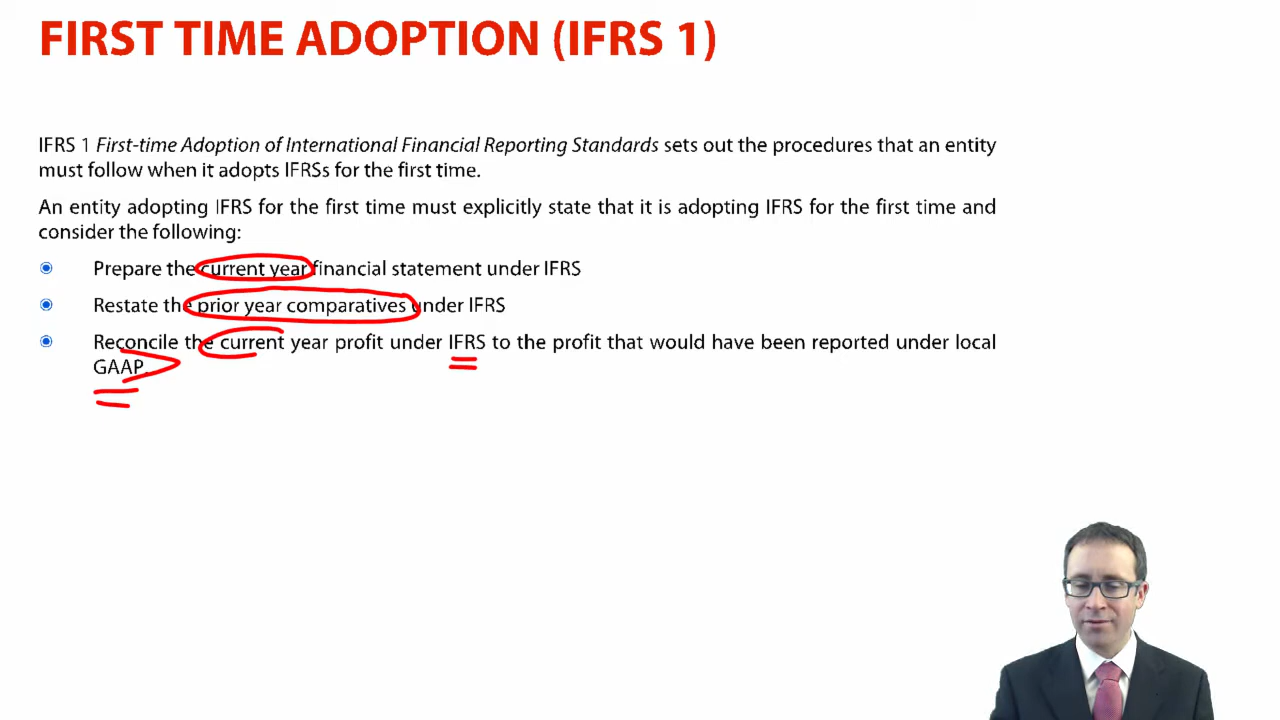 FIRST TIME ADOPTION (IFRS 1)
IFRS 1 First-time Adoption of International Financial Reporting Standards sets out the procedures that an entity
must follow when it adopts IFRSs for the first time.
An entity adopting IFRS for the first time must explicitly state that it is adopting IFRS for the first time and
consider the following:
Prepare the current year financial statement under IFRS
Restate the prior year comparatives under IFRS
Reconcile the current year profit under IFRS to the profit that would have been reported under local
GAAP.